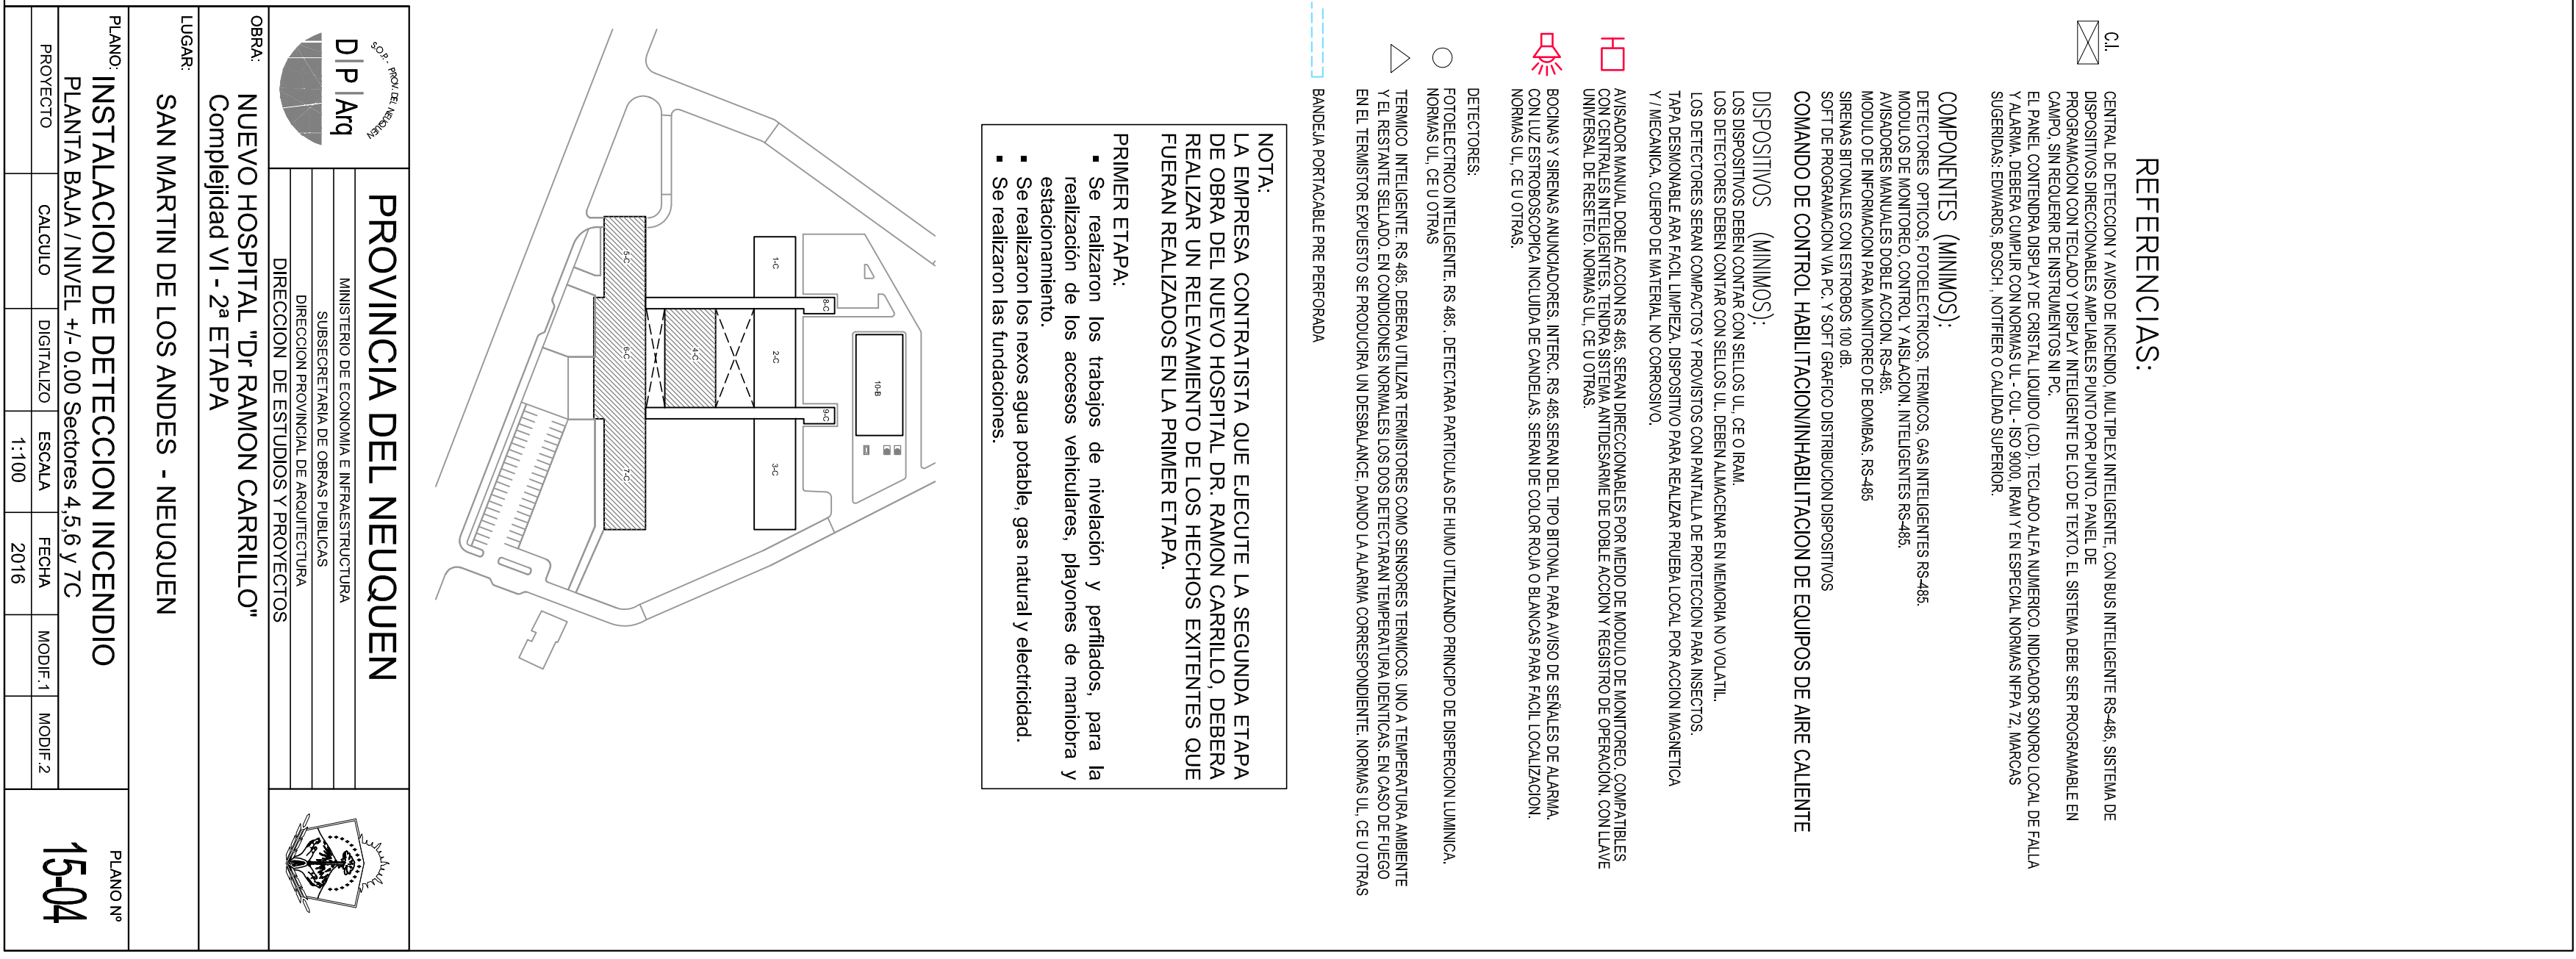 REFERENCIAS:
C.I.
CENTRAL DE DETECCION Y AVISO DE INCENDIO, MULTIPLEX INTELIGENTE, CON BUS INTELIGENTE RS-485, SISTEMA DE
DISPOSITIVOS DIRECCIONABLES AMPLIABLES PUNTO POR PUNTO. PANEL DE
PROGRAMACION CON TECLADO Y DISPLAY INTELIGENTE DE LCD DE TEXTO. EL SISTEMA DEBE SER PROGRAMABLE EN
CAMPO, SIN REQUERIR DE INSTRUMENTOS NI PC.
EL PANEL CONTENDRA DISPLAY DE CRISTAL LIQUIDO (LCD). TECLADO ALFA NUMERICO. INDICADOR SONORO LOCAL DE FALLA
Y ALARMA. DEBERA CUMPLIR CON NORMAS UL - CUL - ISO 9000, IRAM Y EN ESPECIAL NORMAS NFPA 72, MARCAS
SUGERIDAS: EDWARDS, BOSCH , NOTIFIER O CALIDAD SUPERIOR.
COMPONENTES (MINIMOS):
DETECTORES OPTICOS, FOTOELECTRICOS, TERMICOS, GAS INTELIGENTES RS-485.
MODULOS DE MONITOREO, CONTROL Y AISLACION. INTELIGENTES RS-485.
AVISADORES MANUALES DOBLE ACCION. RS-485.
MODULO DE INFORMACION PARA MONITOREO DE BOMBAS. RS-485
SIRENAS BITONALES CON ESTROBOS 100 dB.
SOFT DE PROGRAMACION VIA PC. Y SOFT GRAFICO DISTRIBUCION DISPOSITIVOS
COMANDO DE CONTROL HABILITACION/INHABILITACION DE EQUIPOS DE AIRE CALIENTE
DISPOSITIVOS (MINIMOS):
LOS DISPOSITIVOS DEBEN CONTAR CON SELLOS UL, CE O IRAM.
LOS DETECTORES DEBEN CONTAR CON SELLOS UL. DEBEN ALMACENAR EN MEMORIA NO VOLATIL.
LOS DETECTORES SERAN COMPACTOS Y PROVISTOS CON PANTALLA DE PROTECCION PARA INSECTOS.
TAPA DESMONABLE ARA FACIL LIMPIEZA. DISPOSITIVO PARA REALIZAR PRUEBA LOCAL POR ACCION MAGNETICA
Y / MECANICA. CUERPO DE MATERIAL NO CORROSIVO.
AVISADOR MANUAL DOBLE ACCION RS 485. SERAN DIRECCIONABLES POR MEDIO DE MODULO DE MONITOREO. COMPATIBLES
CON CENTRALES INTELIGENTES. TENDRA SISTEMA ANTIDESARME DE DOBLE ACCION Y REGISTRO DE OPERACIÓN. CON LLAVE
UNIVERSAL DE RESETEO. NORMAS UL, CE U OTRAS.
BOCINAS Y SIRENAS ANUNCIADORES. INTERC. RS 485.SERAN DEL TIPO BITONAL PARA AVISO DE SEÑALES DE ALARMA.
CON LUZ ESTROBOSCOPICA INCLUIDA DE CANDELAS. SERAN DE COLOR ROJA O BLANCAS PARA FACIL LOCALIZACION.
NORMAS UL, CE U OTRAS.
DETECTORES:
FOTOELECTRICO INTELIGENTE. RS 485 . DETECTARA PARTICULAS DE HUMO UTILIZANDO PRINCIPO DE DISPERCION LUMINICA.
NORMAS UL, CE U OTRAS
TERMICO INTELIGENTE. RS 485. DEBERA UTILIZAR TERMISTORES COMO SENSORES TERMICOS. UNO A TEMPERATURA AMBIENTE
Y EL RESTANTE SELLADO. EN CONDICIONES NORMALES LOS DOS DETECTARAN TEMPERATURA IDENTICAS. EN CASO DE FUEGO
EN EL TERMISTOR EXPUESTO SE PRODUCIRA UN DESBALANCE, DANDO LA ALARMA CORRESPONDIENTE. NORMAS UL, CE U OTRAS
BANDEJA PORTACABLE PRE PERFORADA
NOTA:
LA EMPRESA CONTRATISTA QUE EJECUTE LA SEGUNDA ETAPA
DE OBRA DEL NUEVO HOSPITAL DR. RAMON CARRILLO, DEBERA
REALIZAR UN RELEVAMIENTO DE LOS HECHOS EXITENTES QUE
FUERAN REALIZADOS EN LA PRIMER ETAPA.
PRIMER ETAPA:
▪ Se realizaron los trabajos de nivelación y perfilados, para la
realización de los accesos vehiculares, playones de maniobra y
estacionamiento.
▪ Se realizaron los nexos agua potable, gas natural y electricidad.
▪ Se realizaron las fundaciones.
10-B
8-C
9-C
1-C
2-C
3-C
4-C
5-C
6-C
7-C
S.O.P. - PROV. DEL NEUQUEN
D P Arq
PROVINCIA DEL NEUQUEN
MINISTERIO DE ECONOMIA E INFRAESTRUCTURA
SUBSECRETARIA DE OBRAS PUBLICAS
DIRECCION PROVINCIAL DE ARQUITECTURA
DIRECCION DE ESTUDIOS Y PROYECTOS
OBRA:
NUEVO HOSPITAL "Dr RAMON CARRILLO"
Complejidad VI - 2ª ETAPA
LUGAR:
SAN MARTIN DE LOS ANDES - NEUQUEN
PLANO:
INSTALACION DE DETECCION INCENDIO
PLANTA BAJA / NIVEL +/- 0.00 Sectores 4,5,6 y 7C
PLANO Nº
15-04
PROYECTO CALCULO DIGITALIZO ESCALA FECHA MODIF.1 MODIF.2
1:100 2016